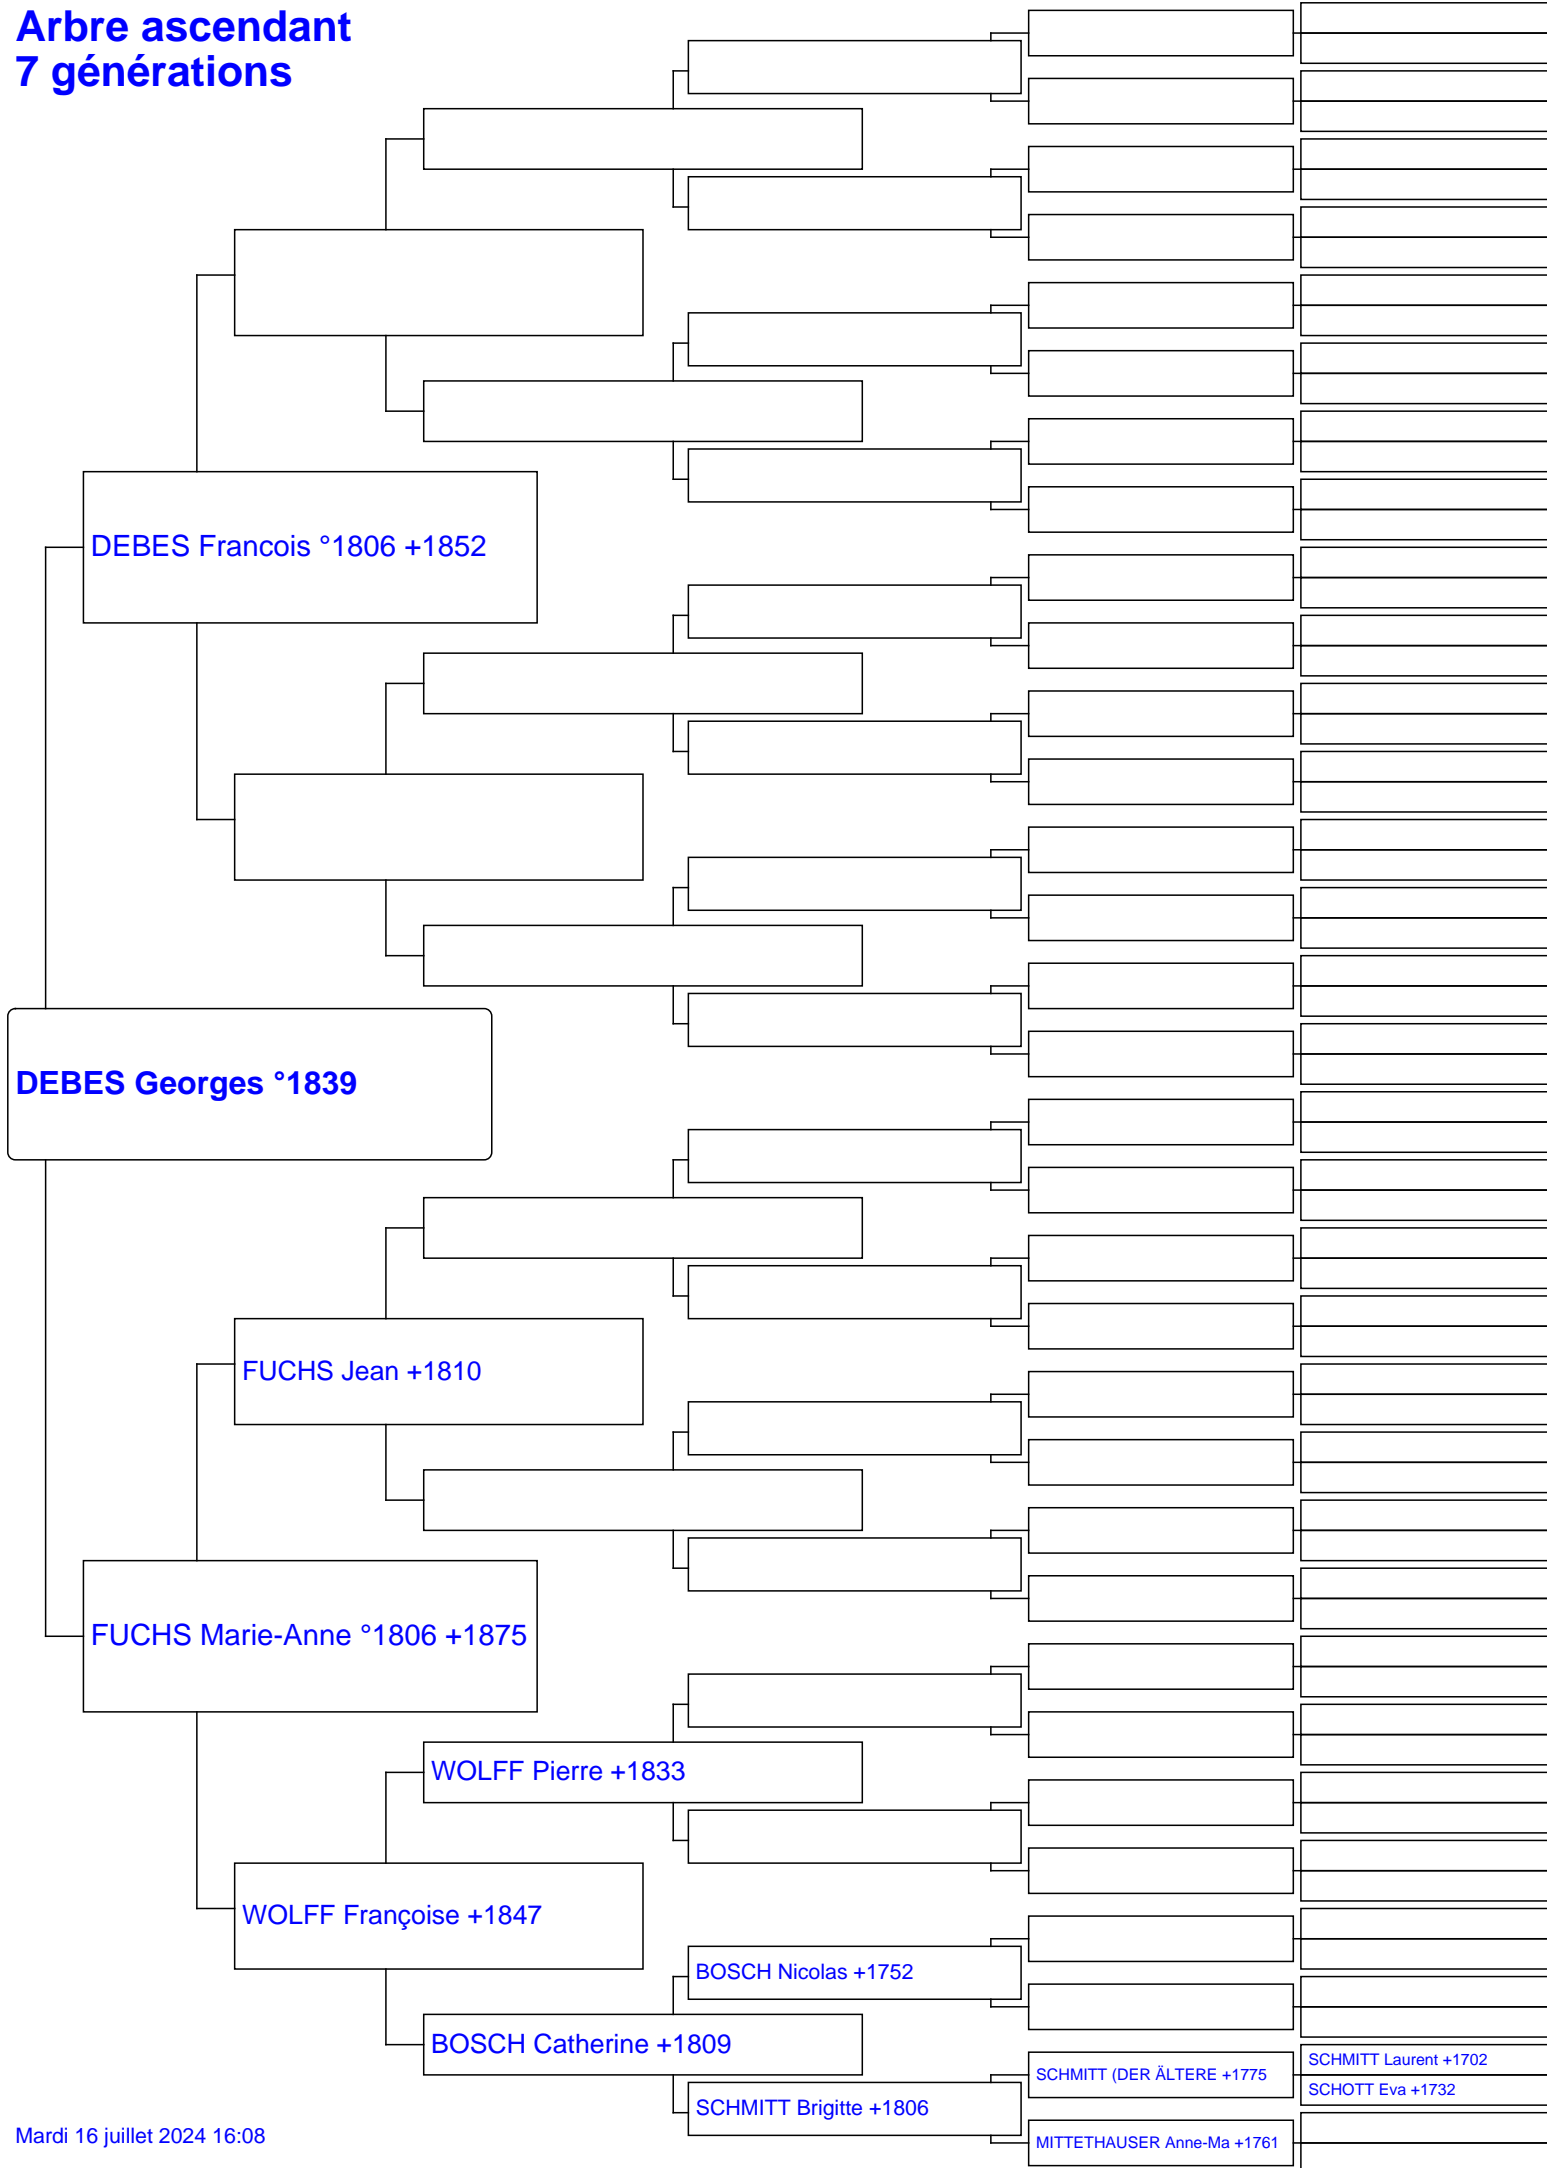 Arbre ascendant
7 générations
DEBES Francois °1806 +1852
DEBES Georges °1839
FUCHS Jean +1810
FUCHS Marie-Anne °1806 +1875
WOLFF Pierre +1833
WOLFF Françoise +1847
BOSCH Nicolas +1752
BOSCH Catherine +1809
SCHMITT (DER ÄLTERE +1775
SCHMITT Laurent +1702
SCHOTT Eva +1732
SCHMITT Brigitte +1806
MITTETHAUSER Anne-Ma +1761
Mardi 16 juillet 2024 16:08